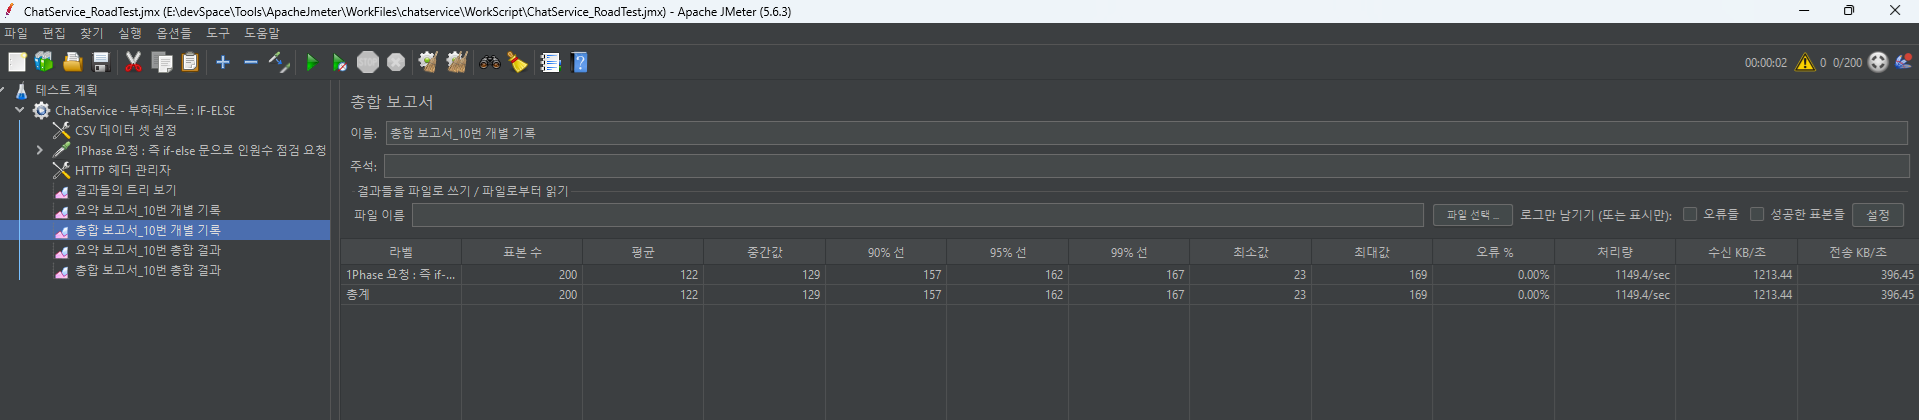 ChatService_RoadTest.jmx (E:\devSpace\Tools\ApacheJmeter\WorkFiles\chatservice\WorkScript\ChatService_RoadTest.jmx) - Apache JMeter (5.6.3)
파일 편집 찾기 실행 옵션들 도구 도움말
STOP
00:00:02 0 0/200
테스트 계획
ChatService - 부하테스트 : IF-ELSE
CSV 데이터 셋 설정
1Phase 요청 : 즉 if-else 문으로 인원수 점검 요청
HTTP 헤더 관리자
결과들의 트리 보기
요약 보고서_10번 개별 기록
총합 보고서_10번 개별 기록
요약 보고서_10번 총합 결과
총합 보고서_10번 총합 결과
총합 보고서
이름: 총합 보고서_10번 개별 기록
주석:
결과들을 파일로 쓰기 / 파일로부터 읽기
파일 이름 파일 선택 ... 로그만 남기기 (또는 표시만): 오류들 성공한 표본들 설정
라벨 표본 수 평균 중간값 90% 선 95% 선 99% 선 최소값 최대값 오류 % 처리량 수신 KB/초 전송 KB/초
1Phase 요청 : 즉 if-... 200 122 129 157 162 167 23 169 0.00% 1149.4/sec 1213.44 396.45
총계 200 122 129 157 162 167 23 169 0.00% 1149.4/sec 1213.44 396.45